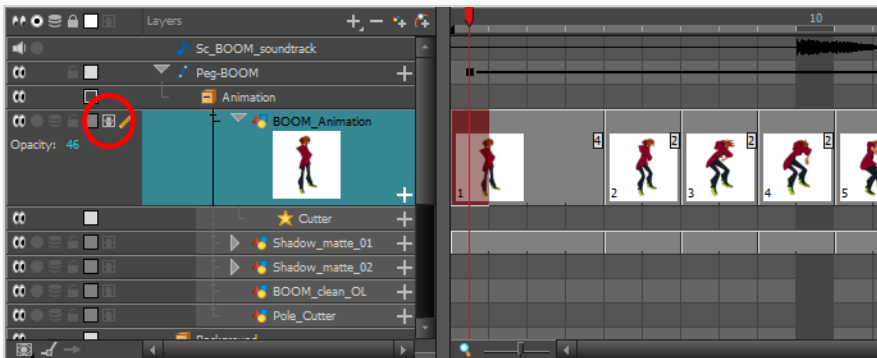 Layers
10
Sc_BOOM_soundtrack
Peg-BOOM
Animation
BOOM_Animation
Opacity: 46
1 4 2 2 3 2 4 2 5
Cutter
Shadow_matte_01
Shadow_matte_02
BOOM_clean_OL
Pole_Cutter